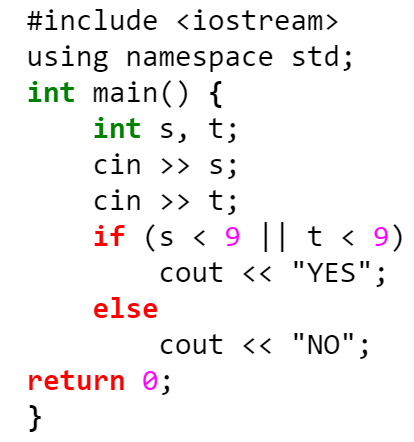 #include <iostream>
using namespace std;
int main() {
    int s, t;
    cin >> s;
    cin >> t;
    if (s < 9 || t < 9)
        cout << "YES";
    else
        cout << "NO";
return 0;
}